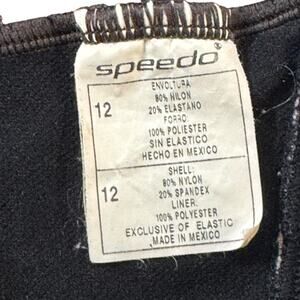 speedo®
12
ENVOLTURA
80% NILON
20% ELASTANO
FORRO
100% POLIESTER
SIN ELASTICO
HECHO EN MEXICO
12
SHELL:
80% NYLON
20% SPANDEX
LINER:
100% POLYESTER
EXCLUSIVE OF ELASTIC
MADE IN MEXICO